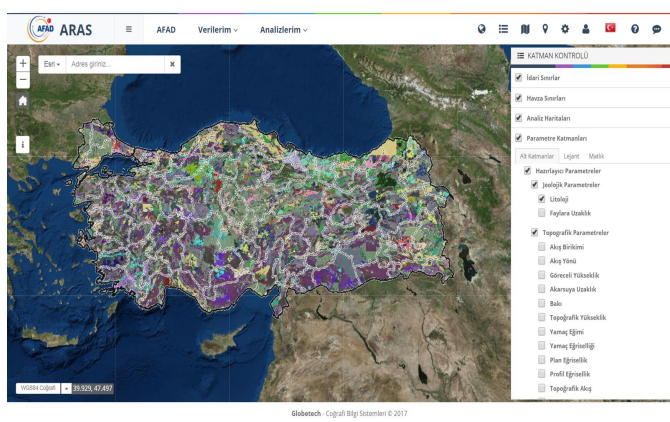 AFAD ARAS
AFAD
Verilerim
Analizlerim
Esri
Adres giriniz...
x
+
−
i
KATMAN KONTROLÜ
İdari Sınırlar
Havza Sınırları
Analiz Haritaları
Parametre Katmanları
Alt Katmanlar Lejant Matlık
Hazırlayıcı Parametreler
Jeolojik Parametreler
Litoloji
Faylara Uzaklık
Topografik Parametreler
Akış Birikimi
Akış Yönü
Göreceli Yükseklik
Akarsuya Uzaklık
Bakı
Topoğrafik Yükseklik
Yamaç Eğimi
Yamaç Eğriselliği
Plan Eğrisellik
Profil Eğrisellik
Topoğrafik Akış
WGS84 Coğrafi
39.929, 47.497
Globetech - Coğrafi Bilgi Sistemleri © 2017